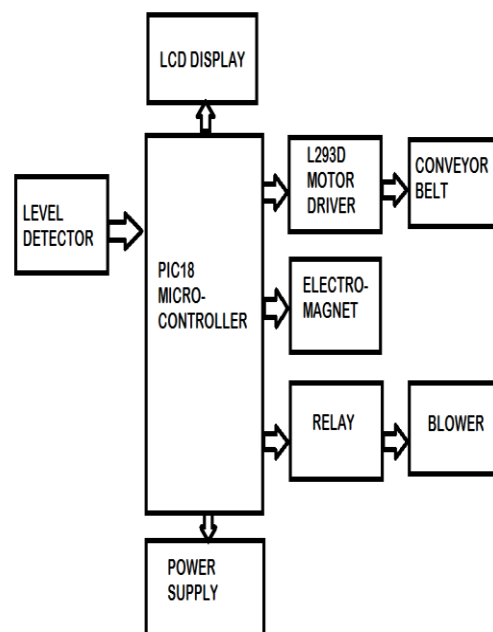 LCD DISPLAY
L293D
MOTOR
DRIVER
CONVEYOR
BELT
LEVEL
DETECTOR
PIC18
MICRO-
CONTROLLER
ELECTRO-
MAGNET
RELAY
BLOWER
POWER
SUPPLY